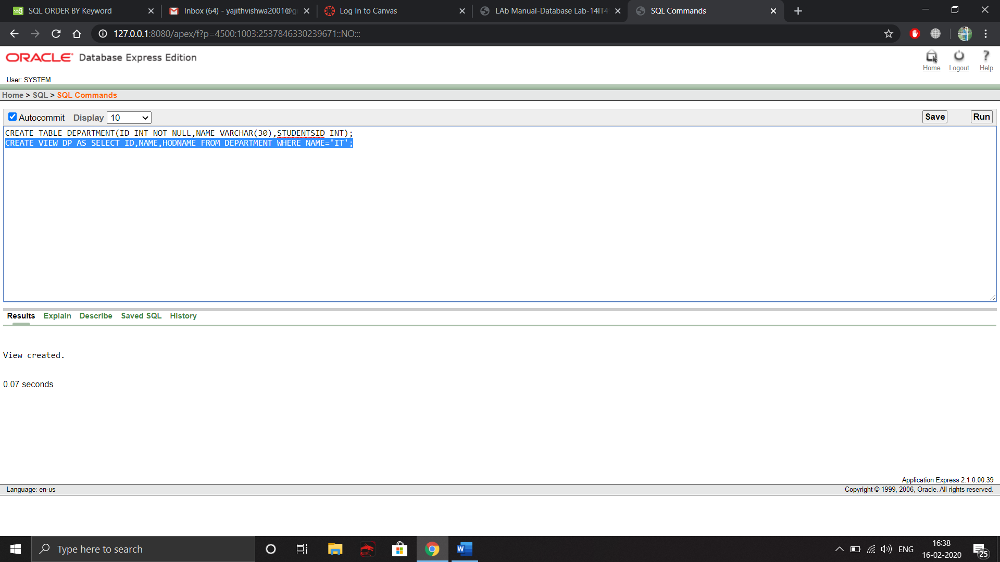 SQL ORDER BY Keyword
Inbox (64) - yajithvishwa2001@g
Log In to Canvas
LAb Manual-Database Lab-14IT4
SQL Commands
127.0.0.1:8080/apex/f?p=4500:1003:2537846330239671::NO:::
ORACLE Database Express Edition
Home Logout Help
User: SYSTEM
Home > SQL > SQL Commands
Autocommit Display 10 Save Run
CREATE TABLE DEPARTMENT(ID INT NOT NULL,NAME VARCHAR(30),STUDENTSID INT);
CREATE VIEW DP AS SELECT ID,NAME,HODNAME FROM DEPARTMENT WHERE NAME='IT';
Results Explain Describe Saved SQL History
View created.
0.07 seconds
Application Express 2.1.0.00.39
Language: en-us Copyright © 1999, 2006, Oracle. All rights reserved.
Type here to search
ENG
16:38
16-02-2020
25